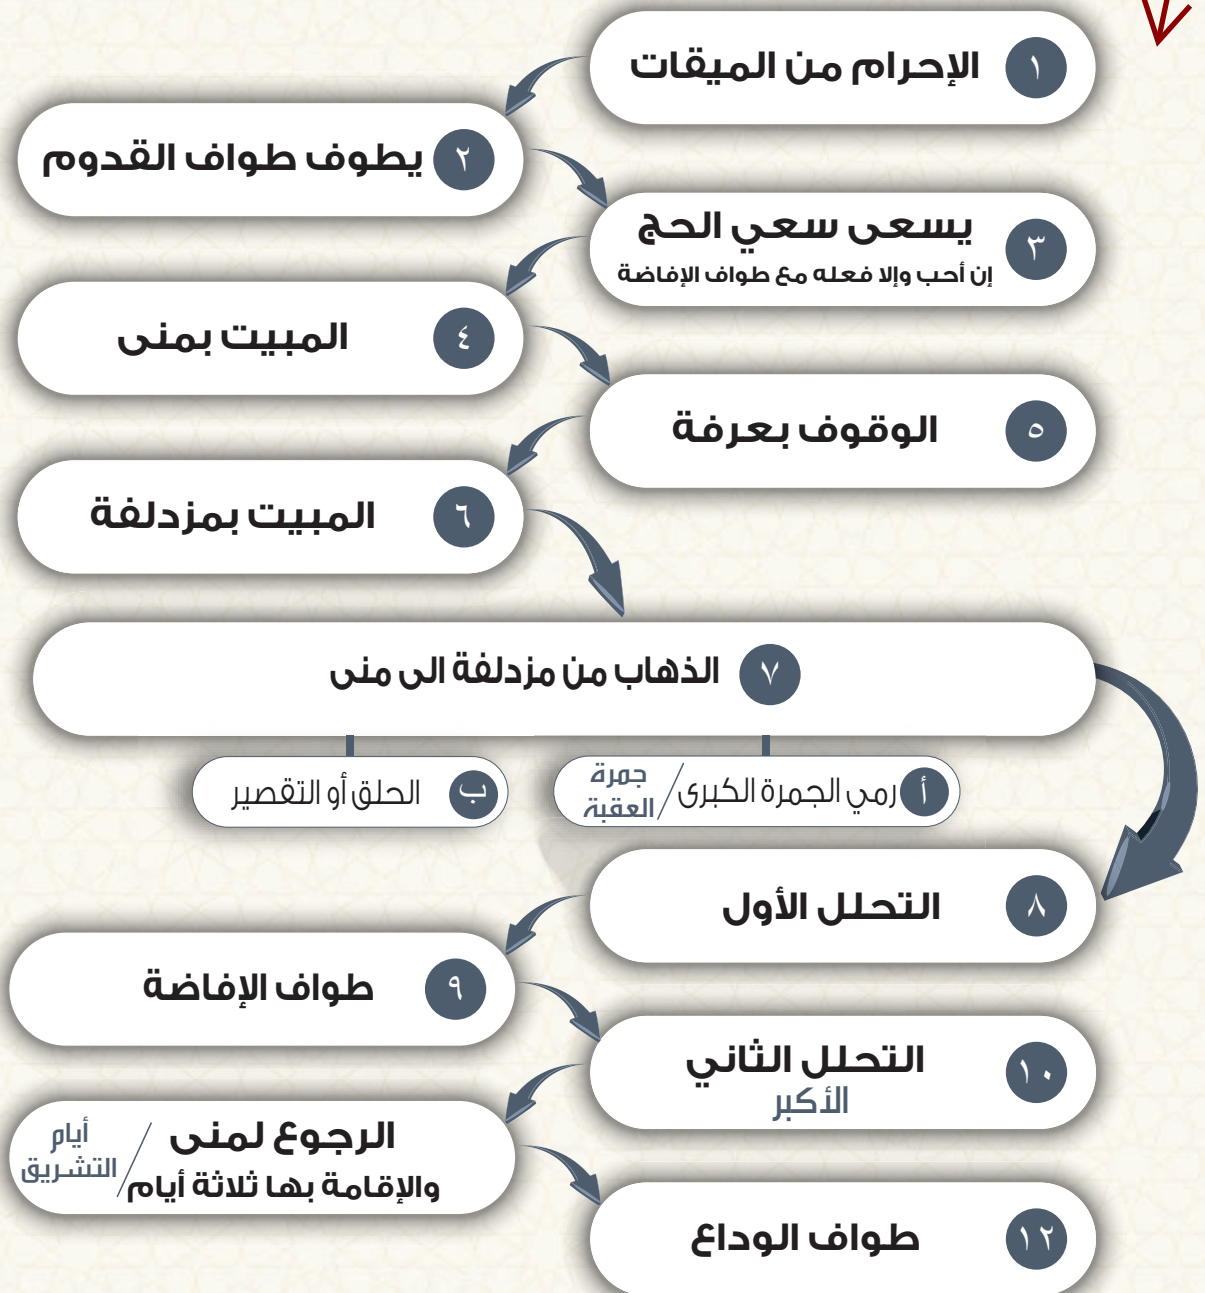 ١ الإحرام من الميقات
٢ يطوف طواف القدوم
٣ يسعى سعي الحج
إن أحب وإلا فعله مع طواف الإفاضة
٤ المبيت بمنى
٥ الوقوف بعرفة
٦ المبيت بمزدلفة
٧ الذهاب من مزدلفة الى منى
أ رمي الجمرة الكبرى / جمرة
العقبة
ب الحلق أو التقصير
٨ التحلل الأول
٩ طواف الإفاضة
١٠ التحلل الثاني
الأكبر
الرجوع لمنى / أيام
والإقامة بها ثلاثة أيام / التشريق
١٢ طواف الوداع